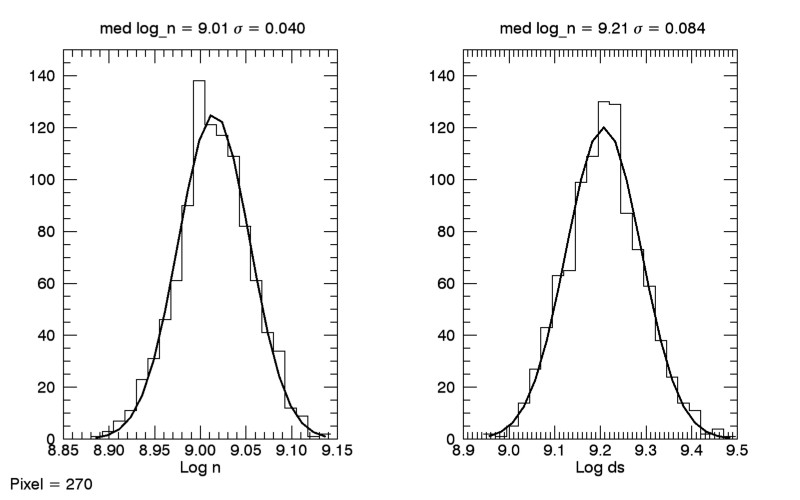 med log_n = 9.01 σ = 0.040
med log_n = 9.21 σ = 0.084
140
120
100
80
60
40
20
0
8.85 8.90 8.95 9.00 9.05 9.10 9.15
Log n
140
120
100
80
60
40
20
0
8.9 9.0 9.1 9.2 9.3 9.4 9.5
Log ds
Pixel = 270